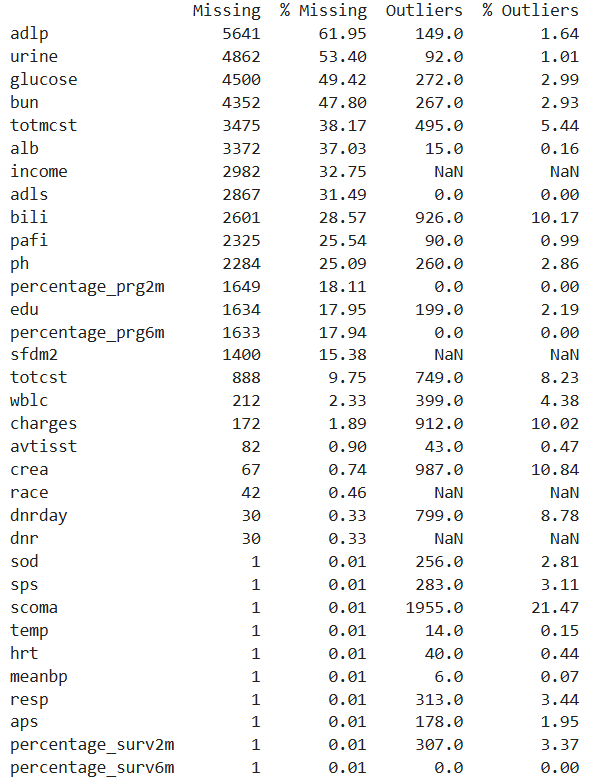 Missing % Missing Outliers % Outliers
adlp 5641 61.95 149.0 1.64
urine 4862 53.40 92.0 1.01
glucose 4500 49.42 272.0 2.99
bun 4352 47.80 267.0 2.93
totmcst 3475 38.17 495.0 5.44
alb 3372 37.03 15.0 0.16
income 2982 32.75 NaN NaN
adls 2867 31.49 0.0 0.00
bili 2601 28.57 926.0 10.17
pafi 2325 25.54 90.0 0.99
ph 2284 25.09 260.0 2.86
percentage_prg2m 1649 18.11 0.0 0.00
edu 1634 17.95 199.0 2.19
percentage_prg6m 1633 17.94 0.0 0.00
sfdm2 1400 15.38 NaN NaN
totcst 888 9.75 749.0 8.23
wblc 212 2.33 399.0 4.38
charges 172 1.89 912.0 10.02
avtisst 82 0.90 43.0 0.47
crea 67 0.74 987.0 10.84
race 42 0.46 NaN NaN
dnrday 30 0.33 799.0 8.78
dnr 30 0.33 NaN NaN
sod 1 0.01 256.0 2.81
sps 1 0.01 283.0 3.11
scoma 1 0.01 1955.0 21.47
temp 1 0.01 14.0 0.15
hrt 1 0.01 40.0 0.44
meanbp 1 0.01 6.0 0.07
resp 1 0.01 313.0 3.44
aps 1 0.01 178.0 1.95
percentage_surv2m 1 0.01 307.0 3.37
percentage_surv6m 1 0.01 0.0 0.00